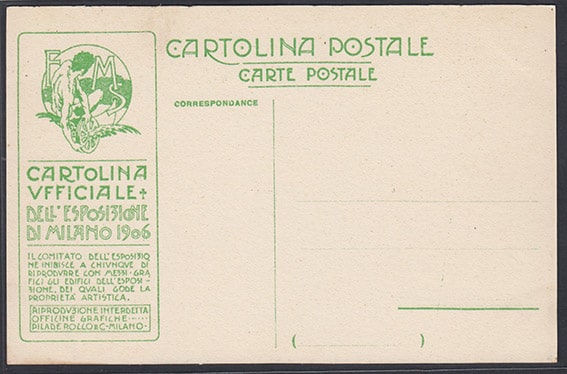 E M S
CARTOLINA POSTALE
CARTE POSTALE
CORRESPONDANCE
CARTOLINA
VFFICIALE
DELL'ESPOSIZIONE
DI MILANO 1906
IL COMITATO DELL'ESPOSIZIO
NE INIBISCE A CHIVNQVE DI
RIPRODVRRE CON MEZZI-GRA
FICI GLI EDIFICI DELL'ESPOSI-
ZIONE, DEI QVALI GODE LA
PROPRIETÀ ARTISTICA.
RIPRODVZIONE INTERDETTA
OFFICINE GRAFICHE······
PILADE ROCCO & C-MILANO-
( )